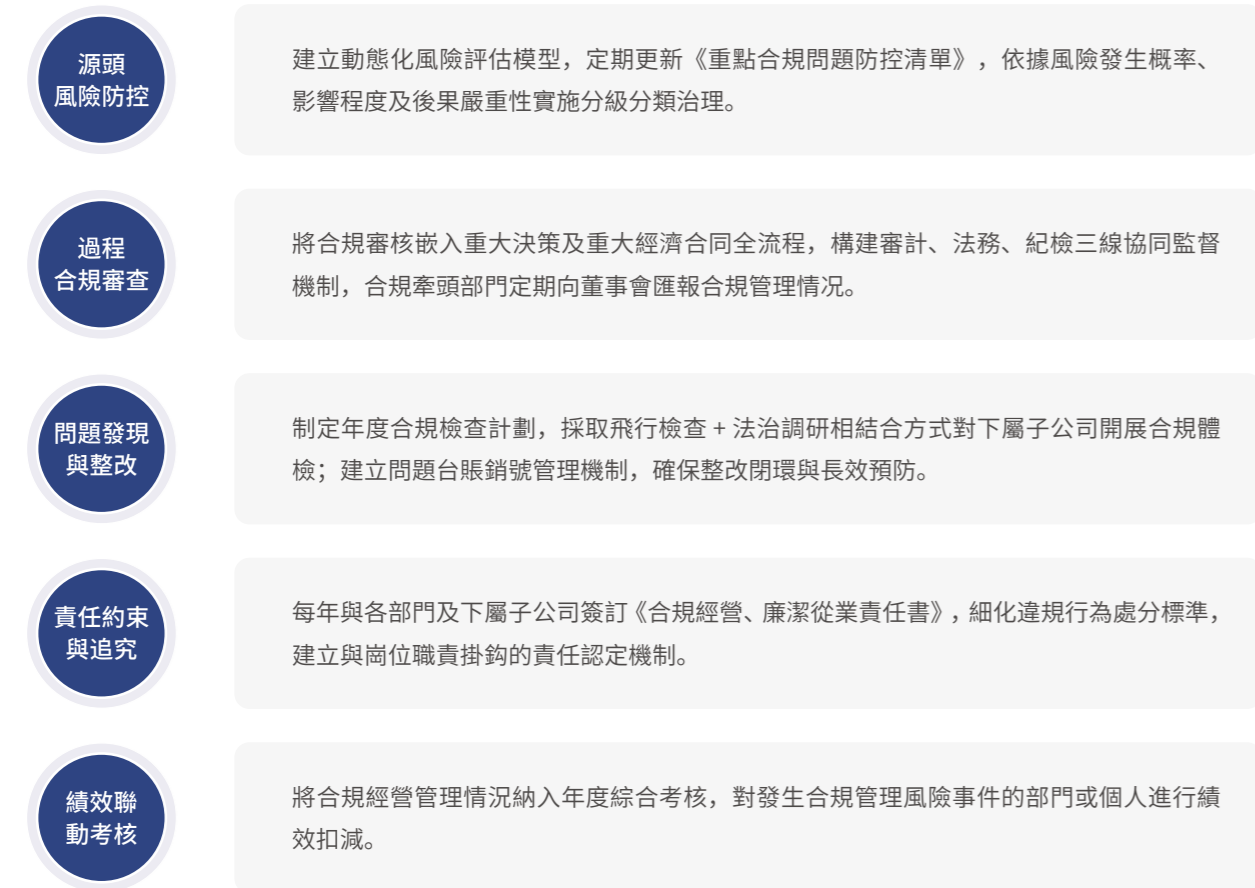 源頭
風險防控
建立動態化風險評估模型，定期更新《重點合規問題防控清單》，依據風險發生概率、
影響程度及後果嚴重性實施分級分類治理。
過程
合規審查
將合規審核嵌入重大決策及重大經濟合同全流程，構建審計、法務、紀檢三線協同監督
機制，合規牽頭部門定期向董事會匯報合規管理情况。
問題發現
與整改
制定年度合規檢查計劃，採取飛行檢查 + 法治調研相結合方式對下屬子公司開展合規體
檢；建立問題台賬銷號管理機制，確保整改閉環與長效預防。
責任約束
與追究
每年與各部門及下屬子公司簽訂《合規經營、廉潔從業責任書》，細化違規行為處分標準，
建立與崗位職責掛鈎的責任認定機制。
績效聯
動考核
將合規經營管理情況納入年度綜合考核，對發生合規管理風險事件的部門或個人進行績
效扣減。